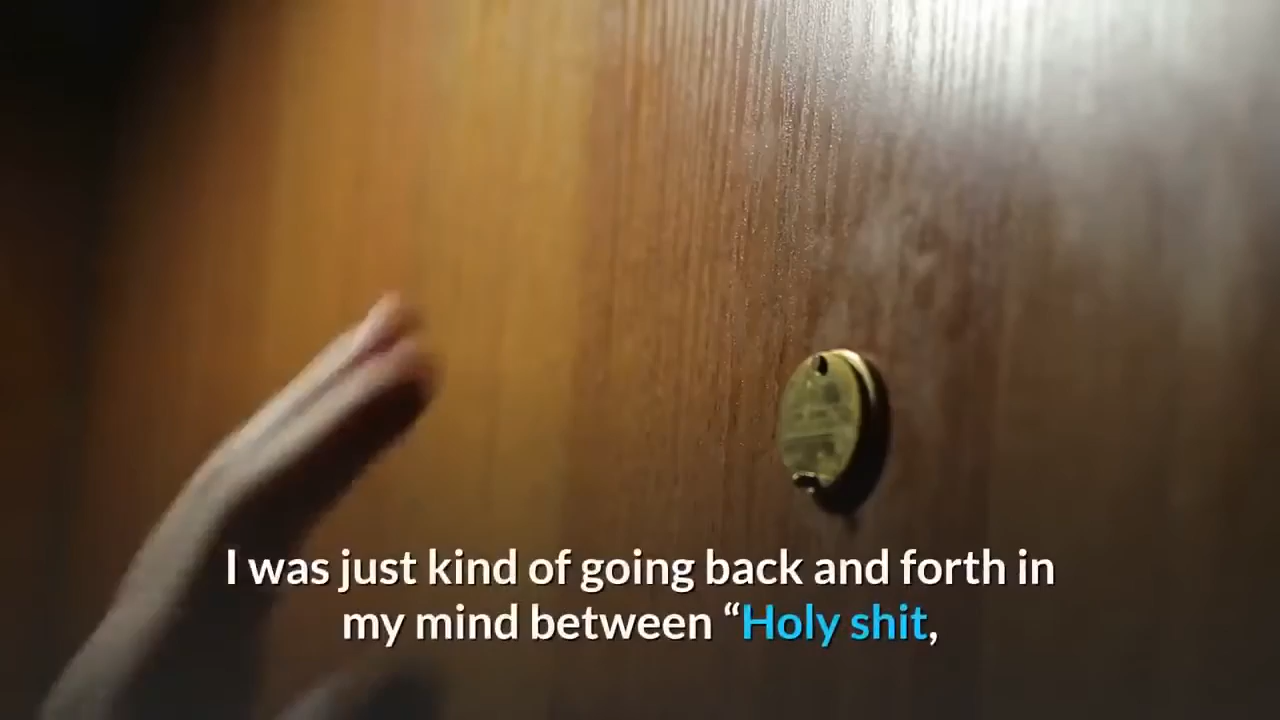 I was just kind of going back and forth in
my mind between “Holy shit,